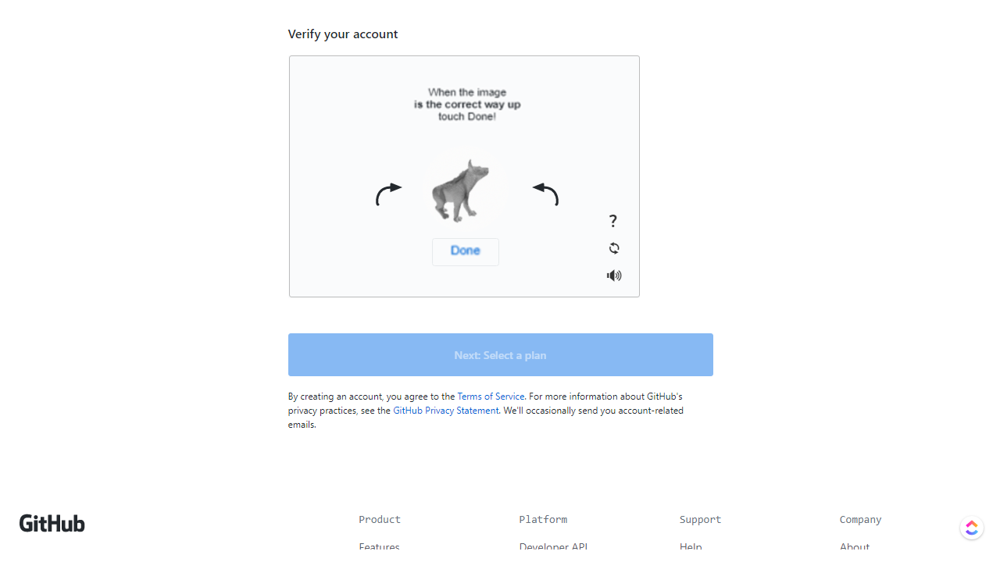 Verify your account
When the image
is the correct way up
touch Done!
?
Done
Next: Select a plan
By creating an account, you agree to the Terms of Service. For more information about GitHub's
privacy practices, see the GitHub Privacy Statement. We'll occasionally send you account-related
emails.
GitHub Product Platform Support Company
Features Developer API Help About